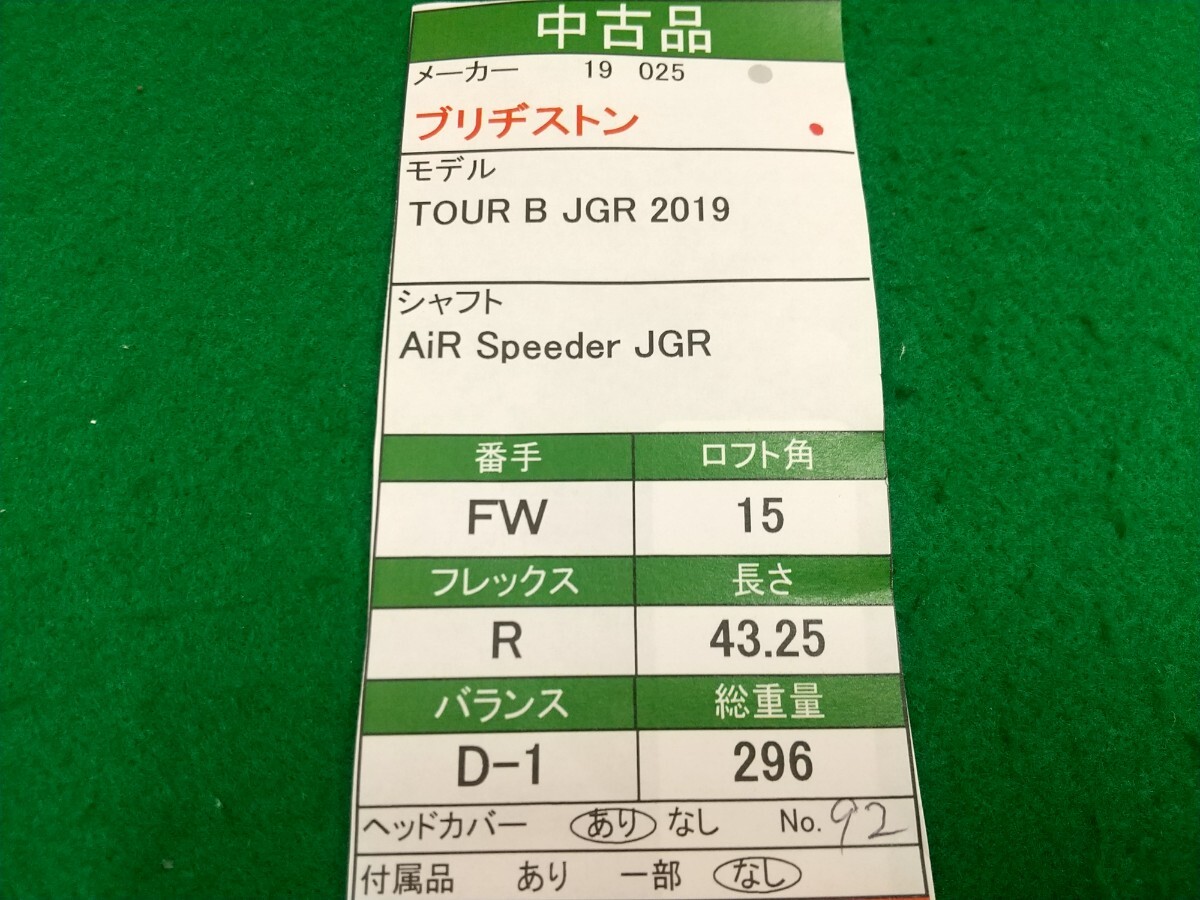 中古品
メーカー 19 025
ブリヂストン
モデル
TOUR B JGR 2019
シャフト
AiR Speeder JGR
番手 ロフト角
FW 15
フレックス 長さ
R 43.25
バランス 総重量
D-1 296
ヘッドカバー あり なし No. 92
付属品 あり 一部 なし